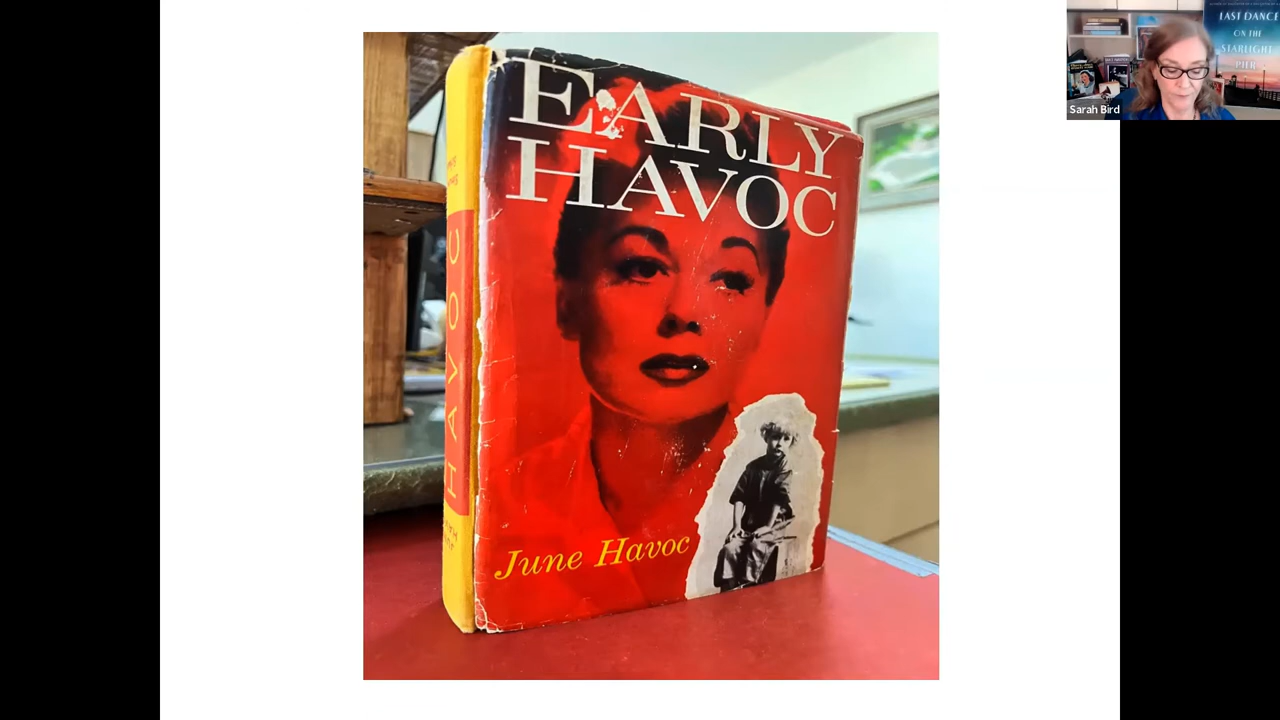 EARLY
HAVOC
June Havoc
HAVOC
Sarah Bird
LAST DANCE
ON THE
STARLIGHT
PIER